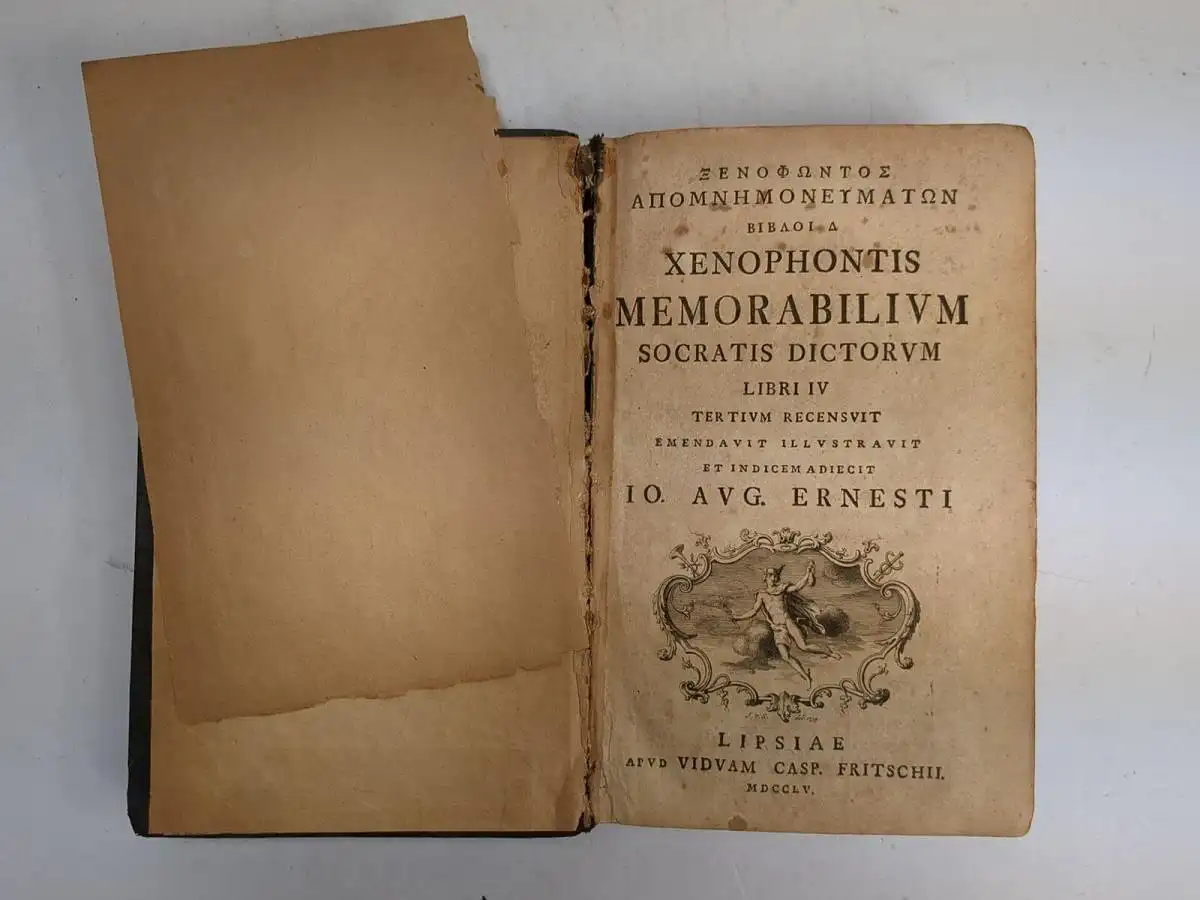 ΞΕΝΟΦΩΝΤΟΣ
ΑΠΟΜΝΗΜΟΝΕΥΜΑΤΩΝ
ΒΙΒΛΟΙ Δ
XENOPHONTIS
MEMORABILIVM
SOCRATIS DICTORVM
LIBRI IV
TERTIVM RECENSVIT
EMENDAVIT ILLVSTRAVIT
ET INDICEM ADIECIT
IO. AVG. ERNESTI
LIPSIAE
APVD VIDVAM CASP. FRITSCHII.
MDCCLV.